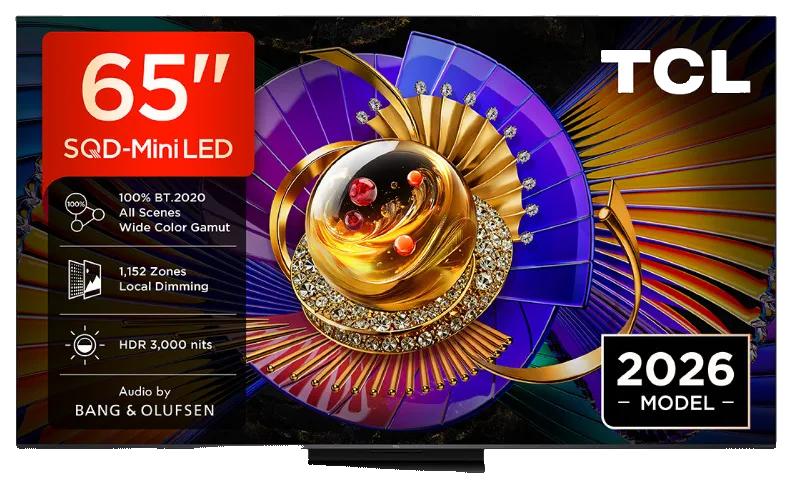 65"
SQD-Mini LED
TCL
100%
100% BT.2020
All Scenes
Wide Color Gamut
1,152 Zones
Local Dimming
HDR 3,000 nits
Audio by
BANG & OLUFSEN
2026
– MODEL –
TCL